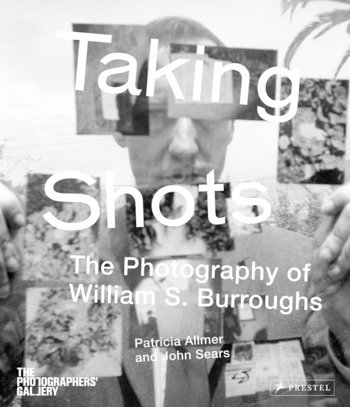 Taking
Shots
The Photography of
William S. Burroughs
Patricia Allmer
and John Sears
THE
PHOTOGRAPHERS'
GALLERY
PRESTEL